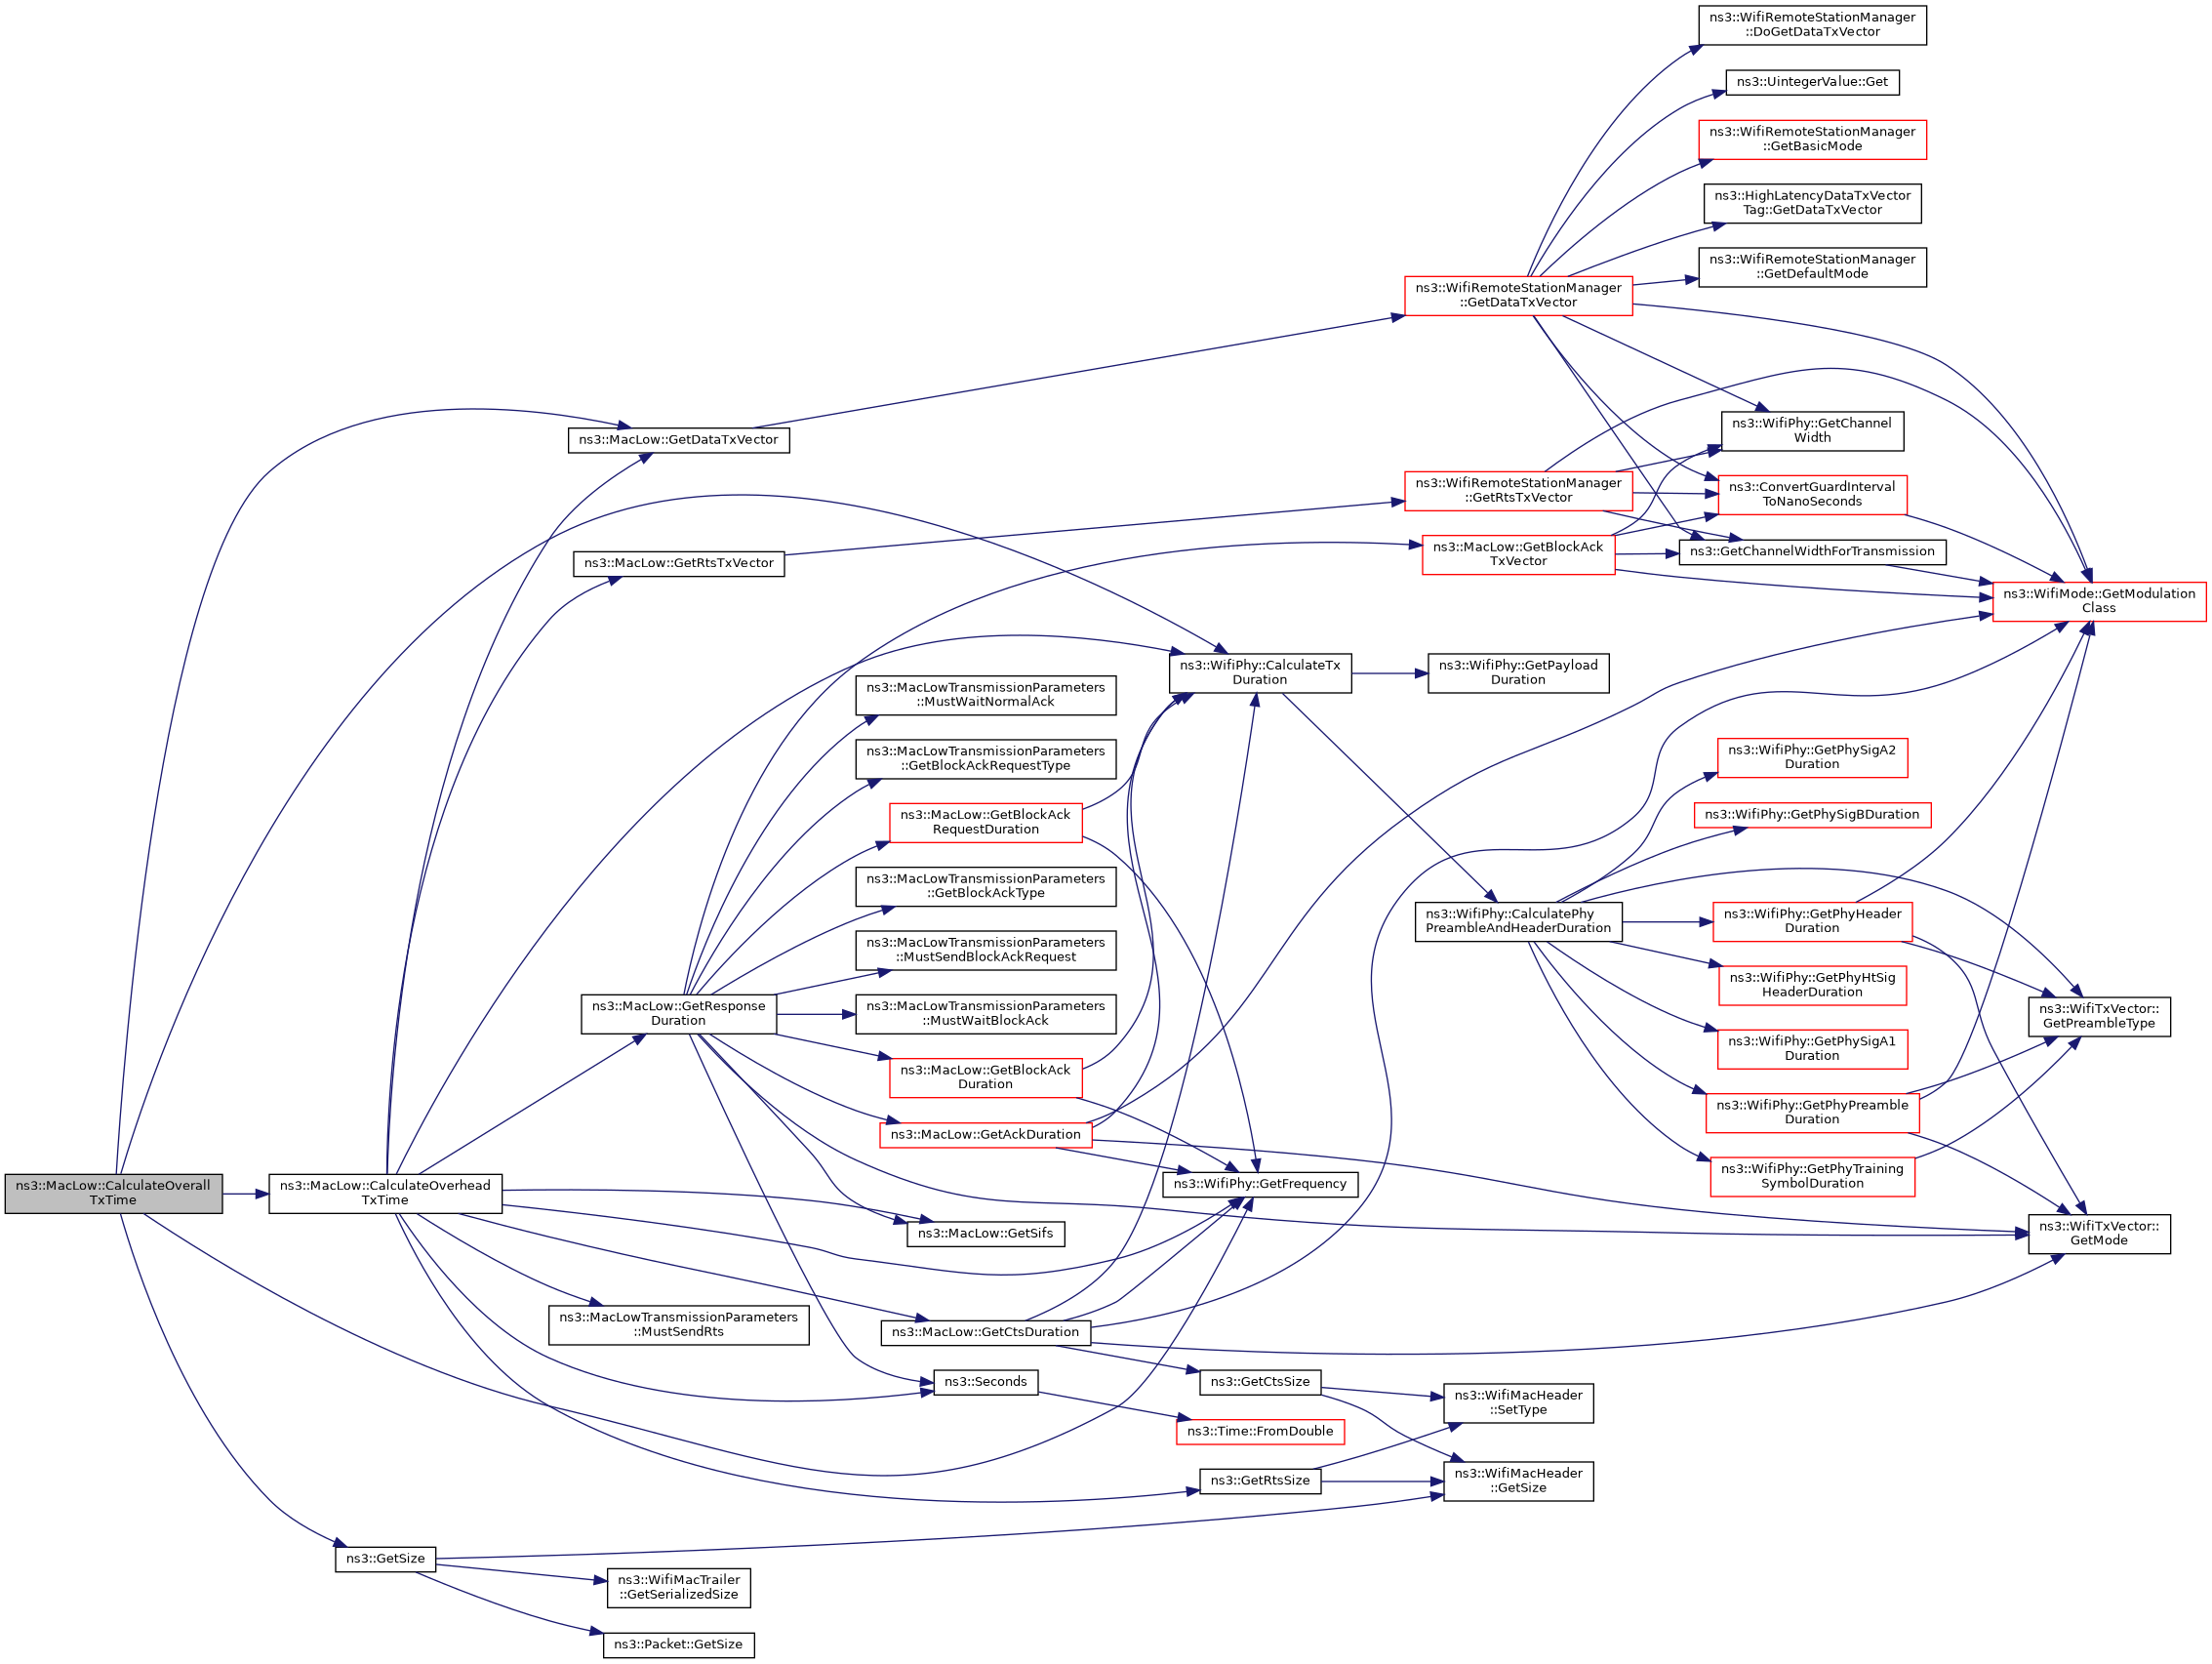 ns3::WifiRemoteStationManager
::DoGetDataTxVector
ns3::UintegerValue::Get
ns3::WifiRemoteStationManager
::GetBasicMode
ns3::HighLatencyDataTxVector
Tag::GetDataTxVector
ns3::WifiRemoteStationManager
::GetDefaultMode
ns3::WifiRemoteStationManager
::GetDataTxVector
ns3::WifiPhy::GetChannel
Width
ns3::MacLow::GetDataTxVector
ns3::WifiRemoteStationManager
::GetRtsTxVector
ns3::ConvertGuardInterval
ToNanoSeconds
ns3::MacLow::GetBlockAck
TxVector
ns3::GetChannelWidthForTransmission
ns3::MacLow::GetRtsTxVector
ns3::WifiMode::GetModulation
Class
ns3::WifiPhy::CalculateTx
Duration
ns3::WifiPhy::GetPayload
Duration
ns3::MacLowTransmissionParameters
::MustWaitNormalAck
ns3::MacLowTransmissionParameters
::GetBlockAckRequestType
ns3::WifiPhy::GetPhySigA2
Duration
ns3::MacLow::GetBlockAck
RequestDuration
ns3::WifiPhy::GetPhySigBDuration
ns3::MacLowTransmissionParameters
::GetBlockAckType
ns3::WifiPhy::CalculatePhy
PreambleAndHeaderDuration
ns3::WifiPhy::GetPhyHeader
Duration
ns3::MacLowTransmissionParameters
::MustSendBlockAckRequest
ns3::WifiPhy::GetPhyHtSig
HeaderDuration
ns3::MacLow::GetResponse
Duration
ns3::MacLowTransmissionParameters
::MustWaitBlockAck
ns3::WifiTxVector::
GetPreambleType
ns3::WifiPhy::GetPhySigA1
Duration
ns3::MacLow::GetBlockAck
Duration
ns3::WifiPhy::GetPhyPreamble
Duration
ns3::MacLow::GetAckDuration
ns3::WifiPhy::GetPhyTraining
SymbolDuration
ns3::MacLow::CalculateOverall
TxTime
ns3::MacLow::CalculateOverhead
TxTime
ns3::WifiPhy::GetFrequency
ns3::MacLow::GetSifs
ns3::WifiTxVector::
GetMode
ns3::MacLowTransmissionParameters
::MustSendRts
ns3::MacLow::GetCtsDuration
ns3::Seconds
ns3::GetCtsSize
ns3::WifiMacHeader
::SetType
ns3::Time::FromDouble
ns3::GetRtsSize
ns3::WifiMacHeader
::GetSize
ns3::GetSize
ns3::WifiMacTrailer
::GetSerializedSize
ns3::Packet::GetSize